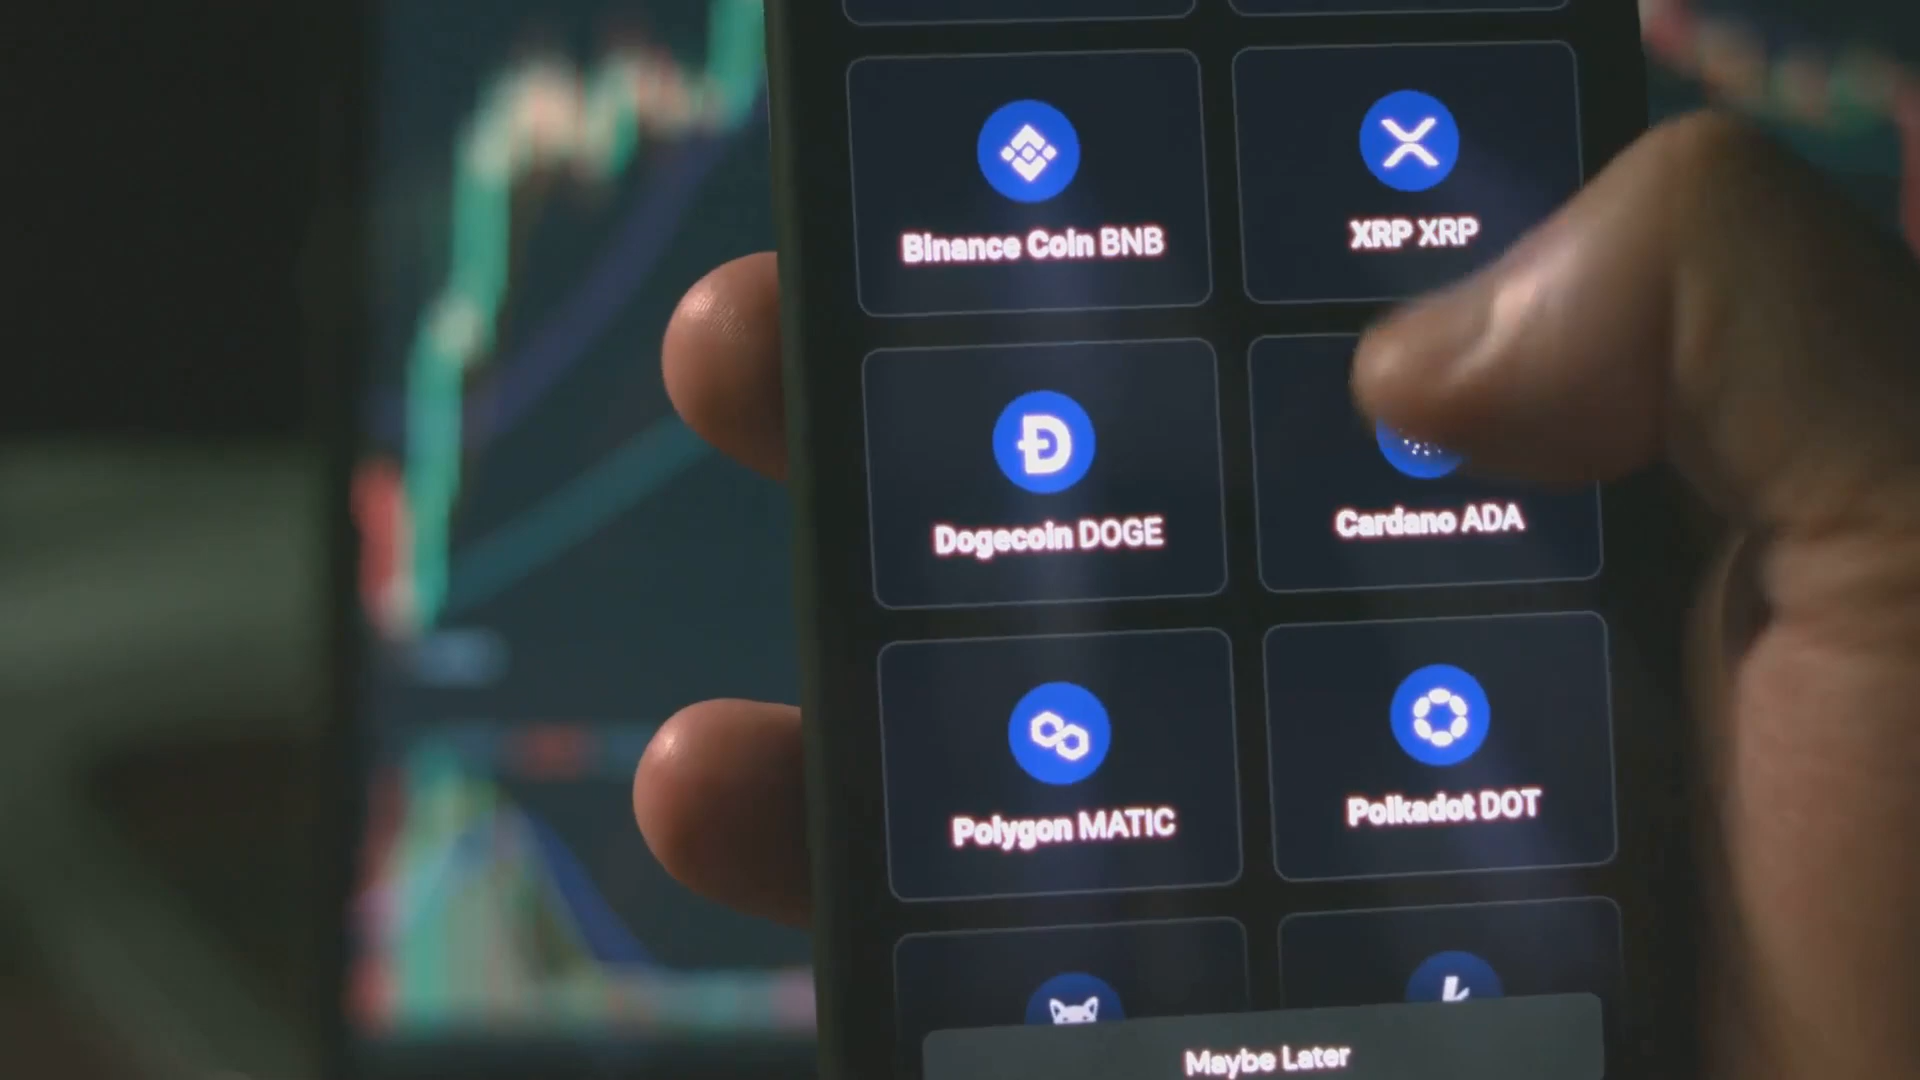 Binance Coin BNB
XRP XRP
Dogecoin DOGE
Cardano ADA
Polygon MATIC
Polkadot DOT
Maybe Later